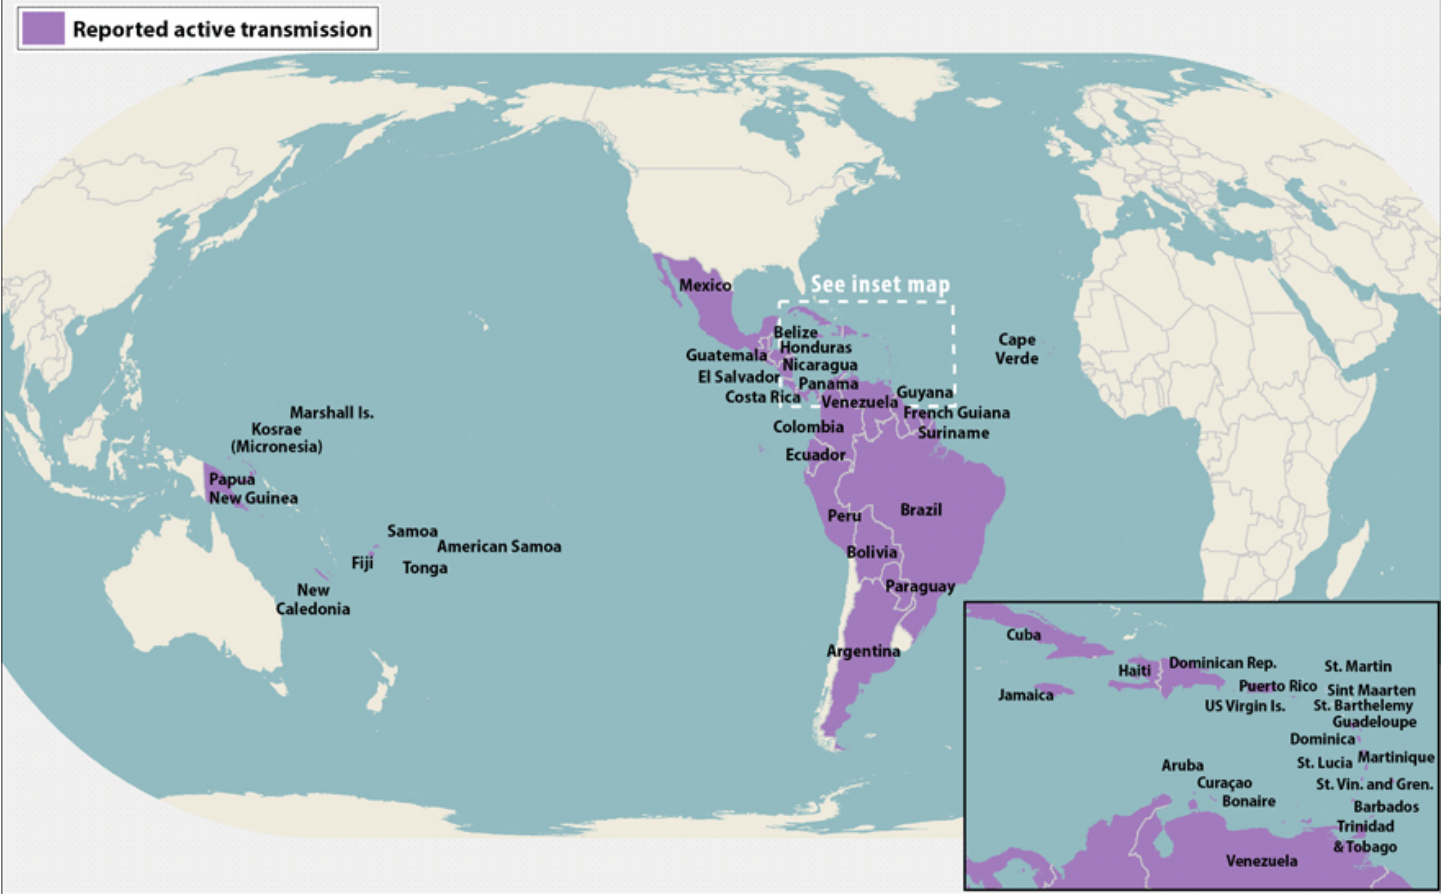 Reported active transmission
See inset map
Mexico
Belize
Honduras
Guatemala
Nicaragua
El Salvador
Panama
Costa Rica
Venezuela
Guyana
French Guiana
Suriname
Colombia
Ecuador
Cape
Verde
Marshall Is.
Kosrae
(Micronesia)
Papua
New Guinea
Samoa
American Samoa
Fiji
Tonga
New
Caledonia
Peru
Brazil
Bolivia
Paraguay
Argentina
Cuba
Haiti
Dominican Rep.
St. Martin
Jamaica
Puerto Rico
Sint Maarten
US Virgin Is.
St. Barthelemy
Guadeloupe
Dominica
Martinique
St. Lucia
Aruba
Curaçao
St. Vin. and Gren.
Bonaire
Barbados
Trinidad
& Tobago
Venezuela